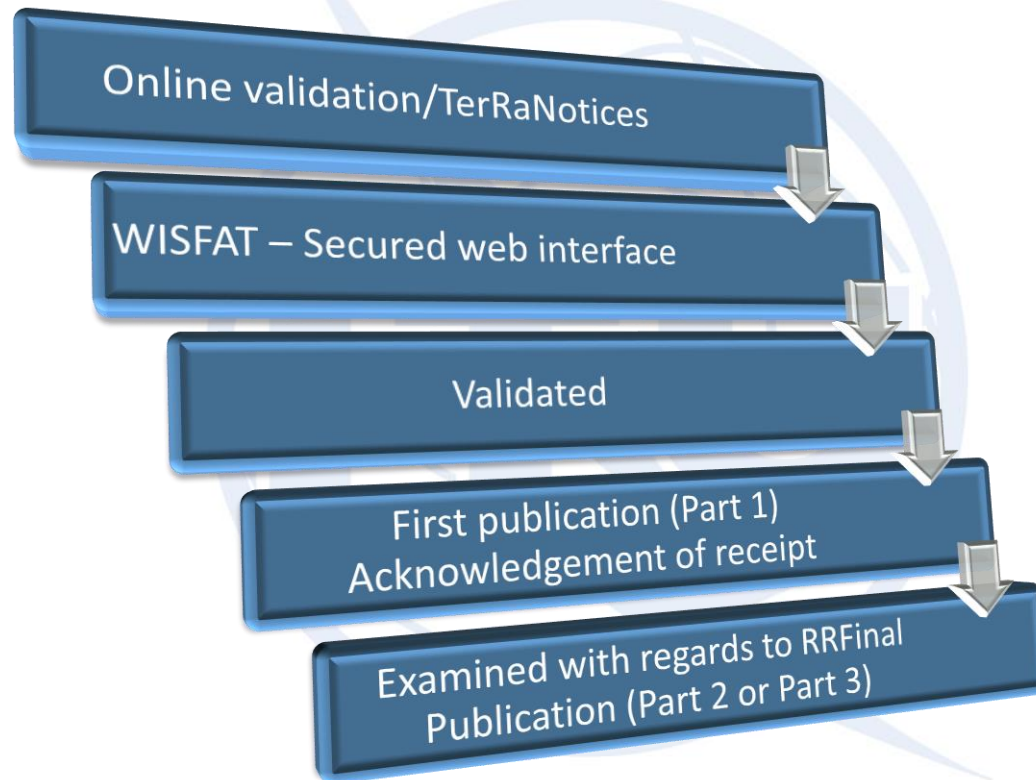 Online validation/TerRaNotices
WISFAT – Secured web interface
Validated
First publication (Part 1)
Acknowledgement of receipt
Examined with regards to RRFinal
Publication (Part 2 or Part 3)